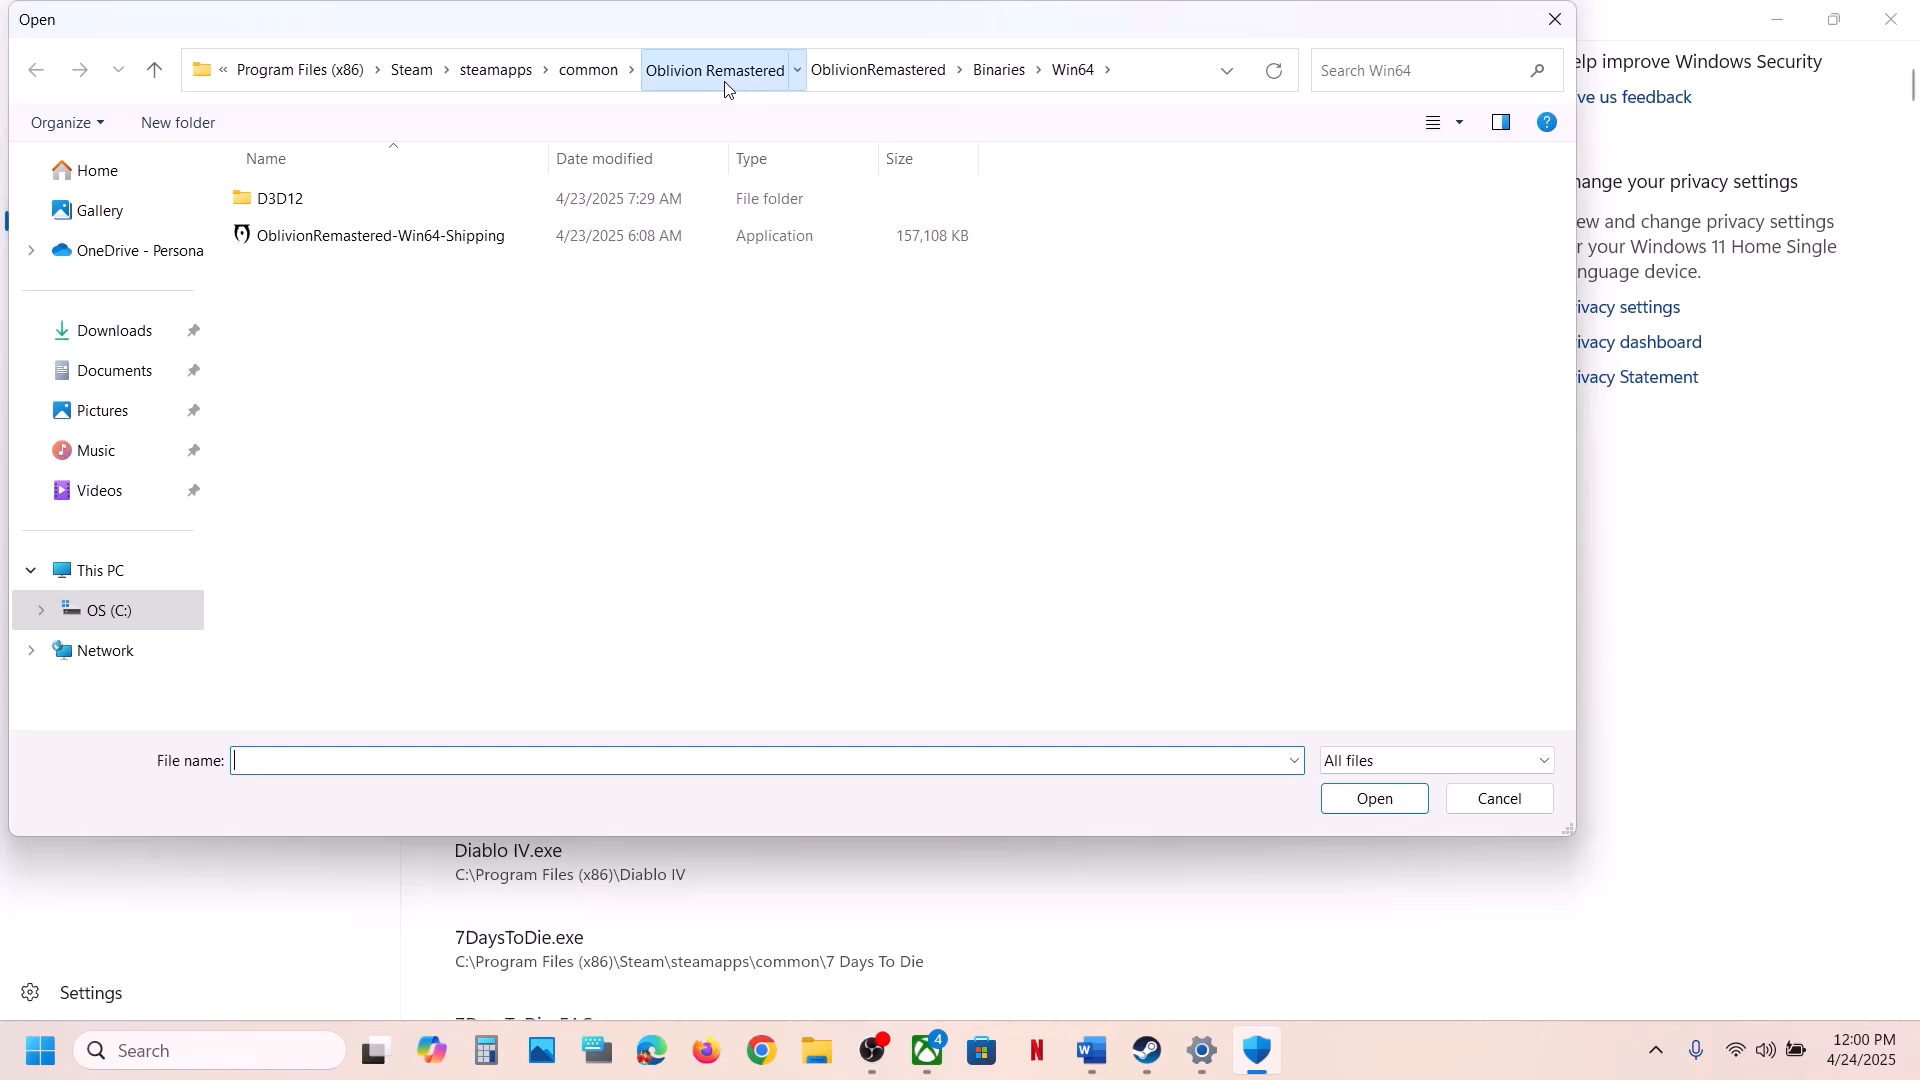 Open
« Program Files (x86) > Steam > steamapps > common > Oblivion Remastered OblivionRemastered > Binaries > Win64 >
Search Win64
Organize
New folder
Name
Date modified
Type
Size
Home
Gallery
OneDrive - Persona
Downloads
Documents
Pictures
Music
Videos
This PC
OS (C:)
Network
D3D12 4/23/2025 7:29 AM File folder
OblivionRemastered-Win64-Shipping 4/23/2025 6:08 AM Application 157,108 KB
File name:
All files
Open
Cancel
elp improve Windows Security
ve us feedback
ange your privacy settings
ew and change privacy settings
r your Windows 11 Home Single
nguage device.
ivacy settings
ivacy dashboard
ivacy Statement
Diablo IV.exe
C:\Program Files (x86)\Diablo IV
7DaysToDie.exe
C:\Program Files (x86)\Steam\steamapps\common\7 Days To Die
Settings
Search
4
12:00 PM
4/24/2025